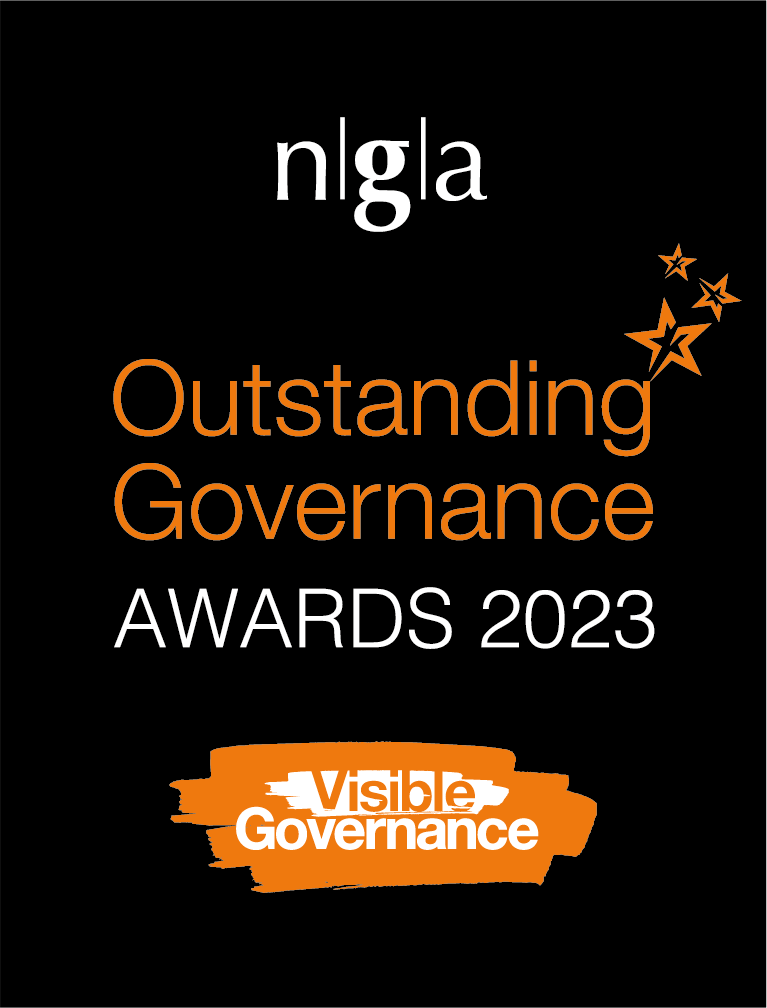 n|g|a
Outstanding
Governance
AWARDS 2023
Visible
Governance